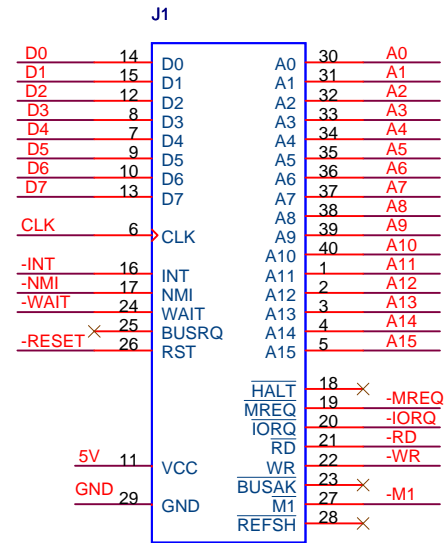 J1
D0 14 D0 A0 30 A0
D1 15 D1 A1 31 A1
D2 12 D2 A2 32 A2
D3 8 D3 A3 33 A3
D4 7 D4 A4 34 A4
D5 9 D5 A5 35 A5
D6 10 D6 A6 36 A6
D7 13 D7 A7 37 A7
A8 38 A8
CLK 6 CLK A9 39 A9
A10 40 A10
-INT 16 INT A11 1 A11
-NMI 17 NMI A12 2 A12
-WAIT 24 WAIT A13 3 A13
25 BUSRQ A14 4 A14
-RESET 26 RST A15 5 A15
HALT 18
MREQ 19 -MREQ
IORQ 20 -IORQ
RD 21 -RD
5V 11 VCC WR 22 -WR
BUSAK 23
GND 29 GND M1 27 -M1
REFSH 28